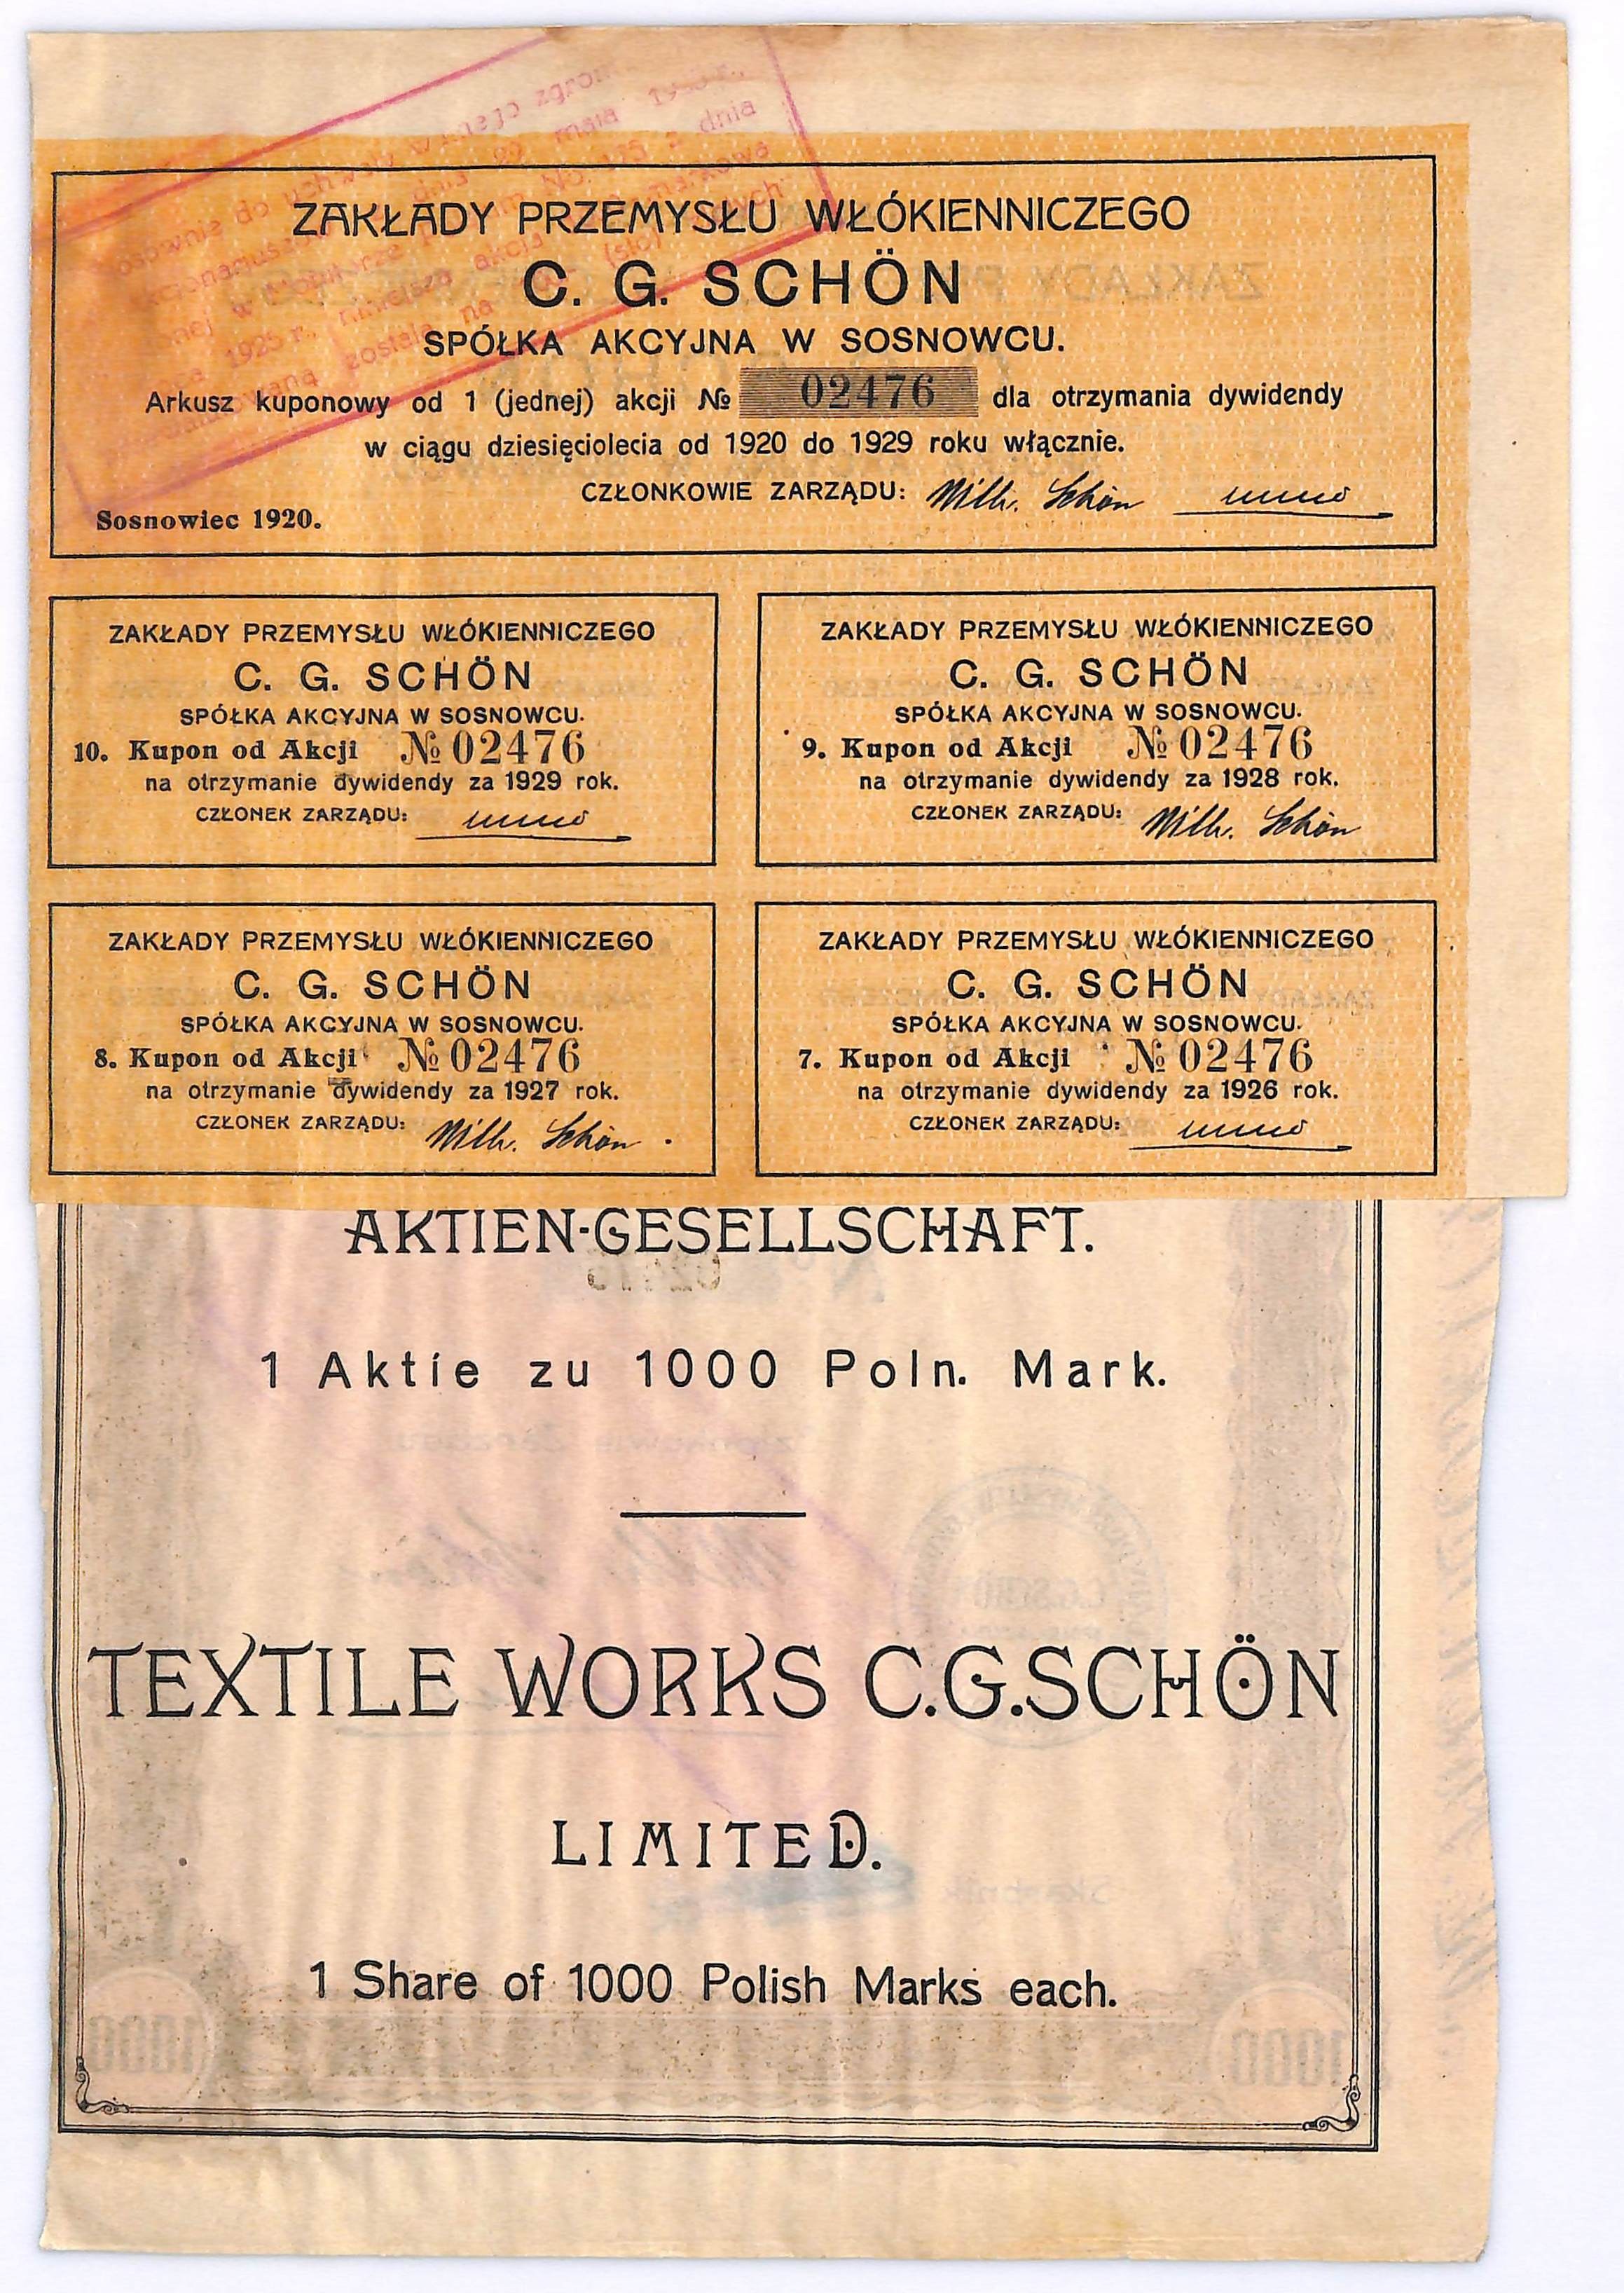 ZAKŁADY PRZEMYSŁU WŁÓKIENNICZEGO
C. G. SCHÖN
SPÓŁKA AKCYJNA W SOSNOWCU.
Arkusz kuponowy od 1 (jednej) akcji № 02476 dla otrzymania dywidendy
w ciągu dziesięciolecia od 1920 do 1929 roku włącznie.
CZŁONKOWIE ZARZĄDU: Wilh. Schön
Sosnowiec 1920.
ZAKŁADY PRZEMYSŁU WŁÓKIENNICZEGO
C. G. SCHÖN
SPÓŁKA AKCYJNA W SOSNOWCU.
10. Kupon od Akcji № 02476
na otrzymanie dywidendy za 1929 rok.
CZŁONEK ZARZĄDU:
ZAKŁADY PRZEMYSŁU WŁÓKIENNICZEGO
C. G. SCHÖN
SPÓŁKA AKCYJNA W SOSNOWCU.
9. Kupon od Akcji № 02476
na otrzymanie dywidendy za 1928 rok.
CZŁONEK ZARZĄDU: Wilh. Schön
ZAKŁADY PRZEMYSŁU WŁÓKIENNICZEGO
C. G. SCHÖN
SPÓŁKA AKCYJNA W SOSNOWCU.
8. Kupon od Akcji № 02476
na otrzymanie dywidendy za 1927 rok.
CZŁONEK ZARZĄDU: Wilh. Schön
ZAKŁADY PRZEMYSŁU WŁÓKIENNICZEGO
C. G. SCHÖN
SPÓŁKA AKCYJNA W SOSNOWCU.
7. Kupon od Akcji № 02476
na otrzymanie dywidendy za 1926 rok.
CZŁONEK ZARZĄDU:
AKTIEN-GESELLSCHAFT.
1 Aktie zu 1000 Poln. Mark.
TEXTILE WORKS C.G.SCHÖN
LIMITED.
1 Share of 1000 Polish Marks each.